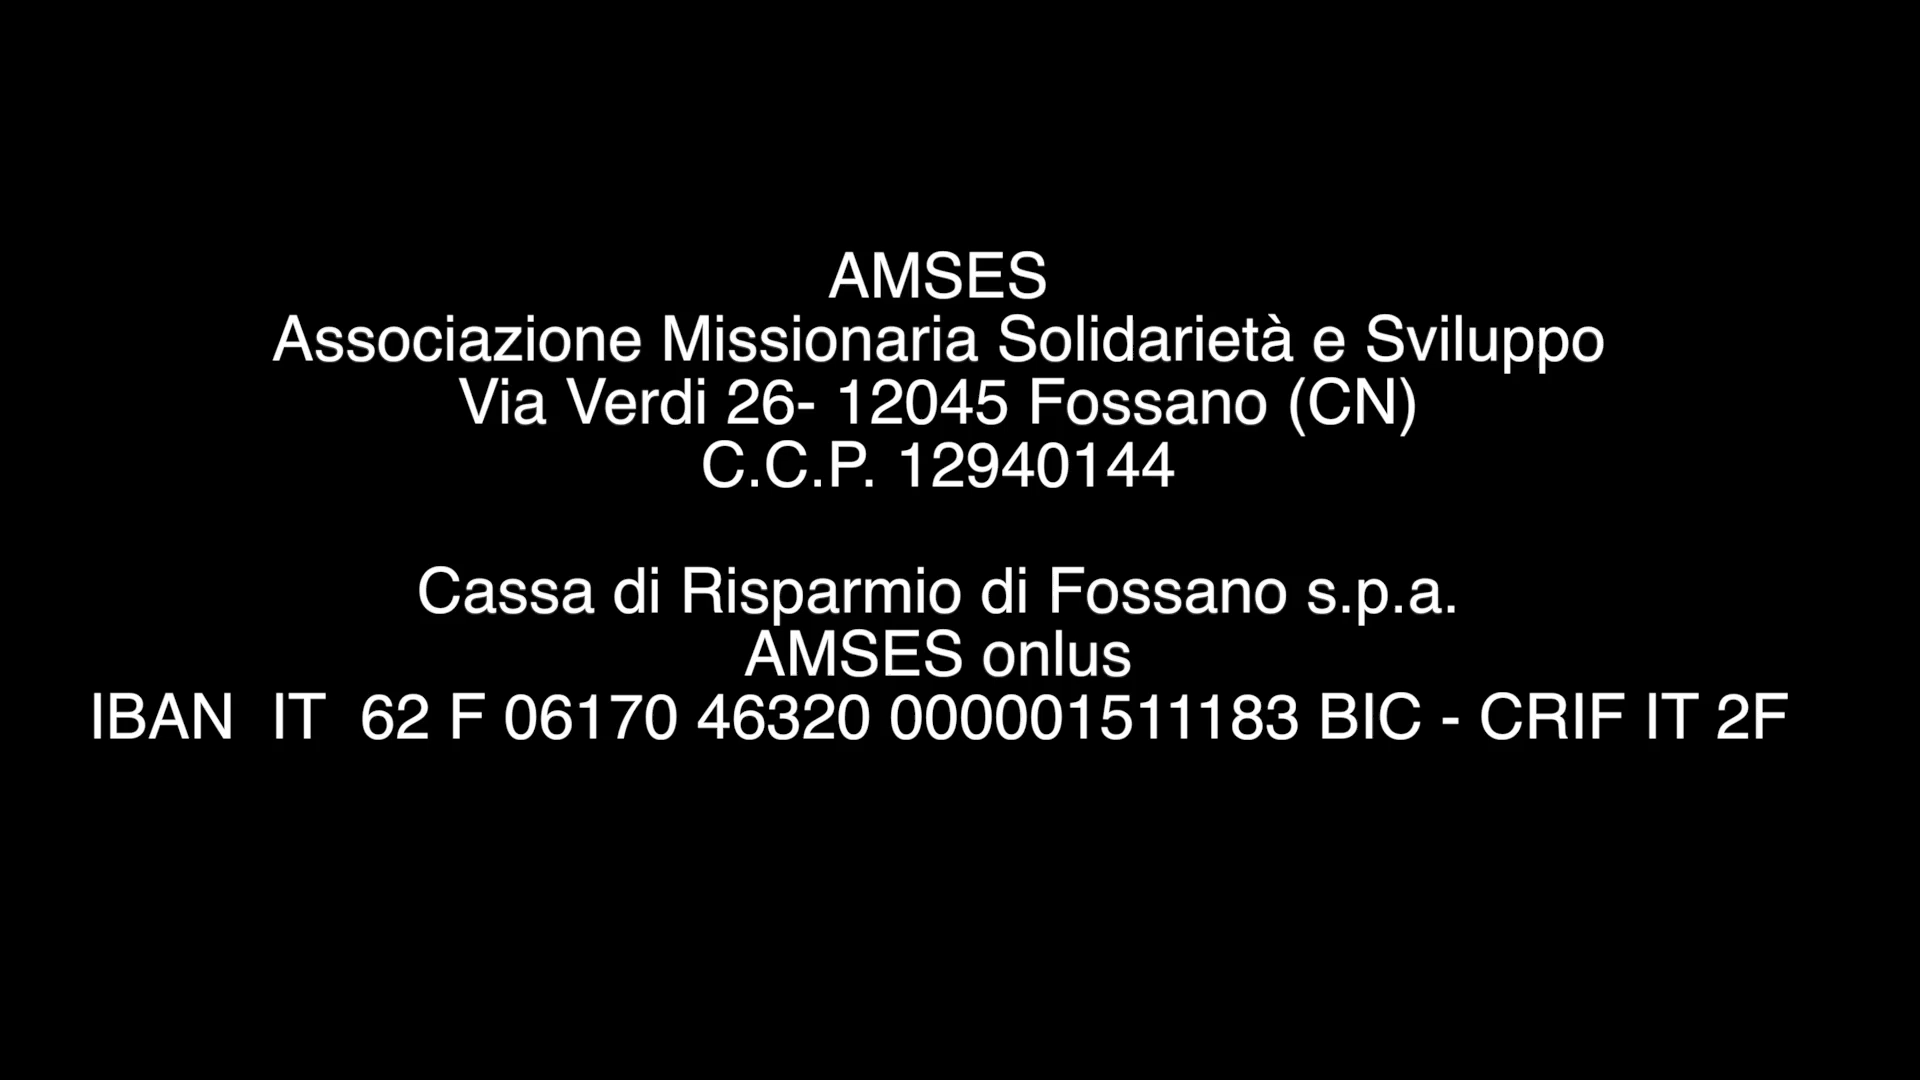 AMSES
Associazione Missionaria Solidarietà e Sviluppo
Via Verdi 26- 12045 Fossano (CN)
C.C.P. 12940144
Cassa di Risparmio di Fossano s.p.a.
AMSES onlus
IBAN  IT  62 F 06170 46320 000001511183 BIC - CRIF IT 2F